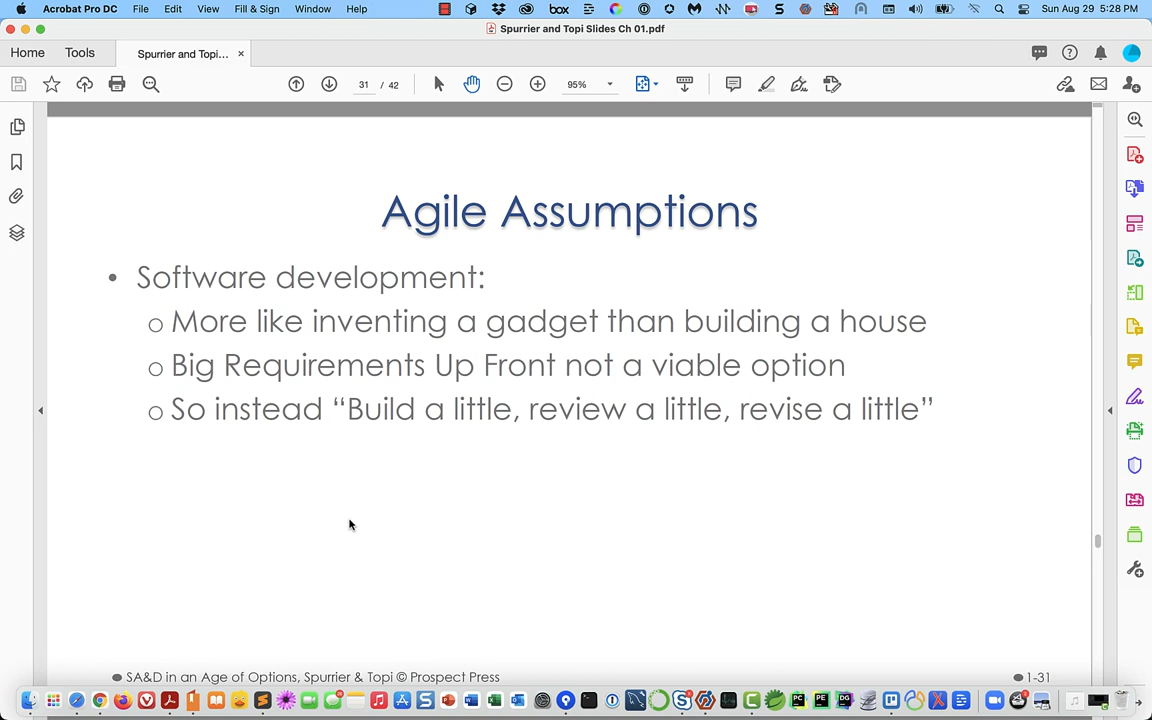 Acrobat Pro DC File Edit View Fill & Sign Window Help box Sun Aug 29 5:28 PM
Spurrier and Topi Slides Ch 01.pdf
Home Tools Spurrier and Topi... ×
31 / 42 95%
Agile Assumptions
• Software development:
o More like inventing a gadget than building a house
o Big Requirements Up Front not a viable option
o So instead “Build a little, review a little, revise a little”
● SA&D in an Age of Options, Spurrier & Topi © Prospect Press ● 1-31